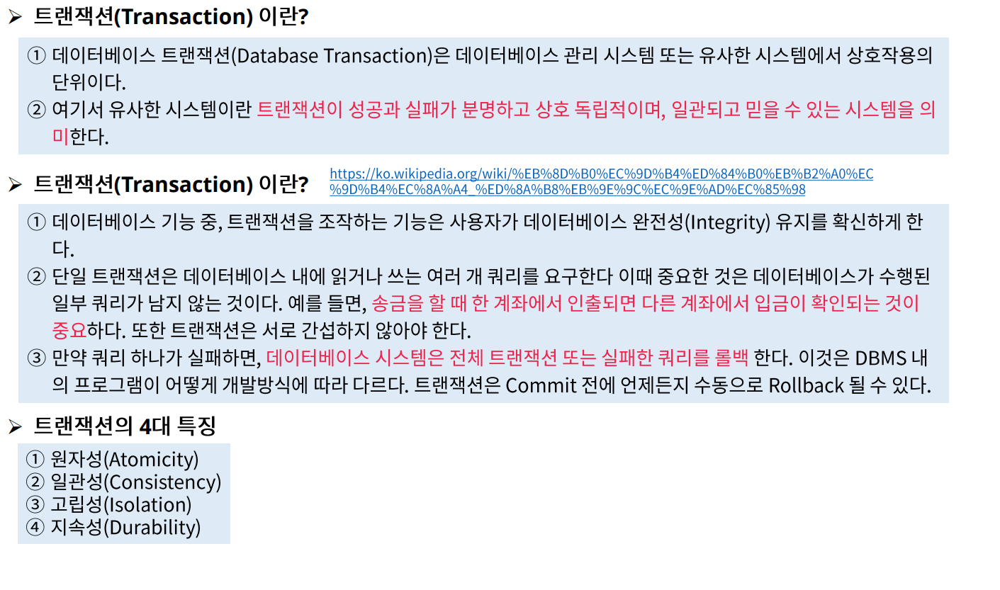 ➢ 트랜잭션(Transaction) 이란?
① 데이터베이스 트랜잭션(Database Transaction)은 데이터베이스 관리 시스템 또는 유사한 시스템에서 상호작용의
단위이다.
② 여기서 유사한 시스템이란 트랜잭션이 성공과 실패가 분명하고 상호 독립적이며, 일관되고 믿을 수 있는 시스템을 의
미한다.
➢ 트랜잭션(Transaction) 이란?
https://ko.wikipedia.org/wiki/%EB%8D%B0%EC%9D%B4%ED%84%B0%EB%B2%A0%EC
%9D%B4%EC%8A%A4_%ED%8A%B8%EB%9E%9C%EC%9E%AD%EC%85%98
① 데이터베이스 기능 중, 트랜잭션을 조작하는 기능은 사용자가 데이터베이스 완전성(Integrity) 유지를 확신하게 한
다.
② 단일 트랜잭션은 데이터베이스 내에 읽거나 쓰는 여러 개 쿼리를 요구한다 이때 중요한 것은 데이터베이스가 수행된
일부 쿼리가 남지 않는 것이다. 예를 들면, 송금을 할 때 한 계좌에서 인출되면 다른 계좌에서 입금이 확인되는 것이
중요하다. 또한 트랜잭션은 서로 간섭하지 않아야 한다.
③ 만약 쿼리 하나가 실패하면, 데이터베이스 시스템은 전체 트랜잭션 또는 실패한 쿼리를 롤백 한다. 이것은 DBMS 내
의 프로그램이 어떻게 개발방식에 따라 다르다. 트랜잭션은 Commit 전에 언제든지 수동으로 Rollback 될 수 있다.
➢ 트랜잭션의 4대 특징
① 원자성(Atomicity)
② 일관성(Consistency)
③ 고립성(Isolation)
④ 지속성(Durability)